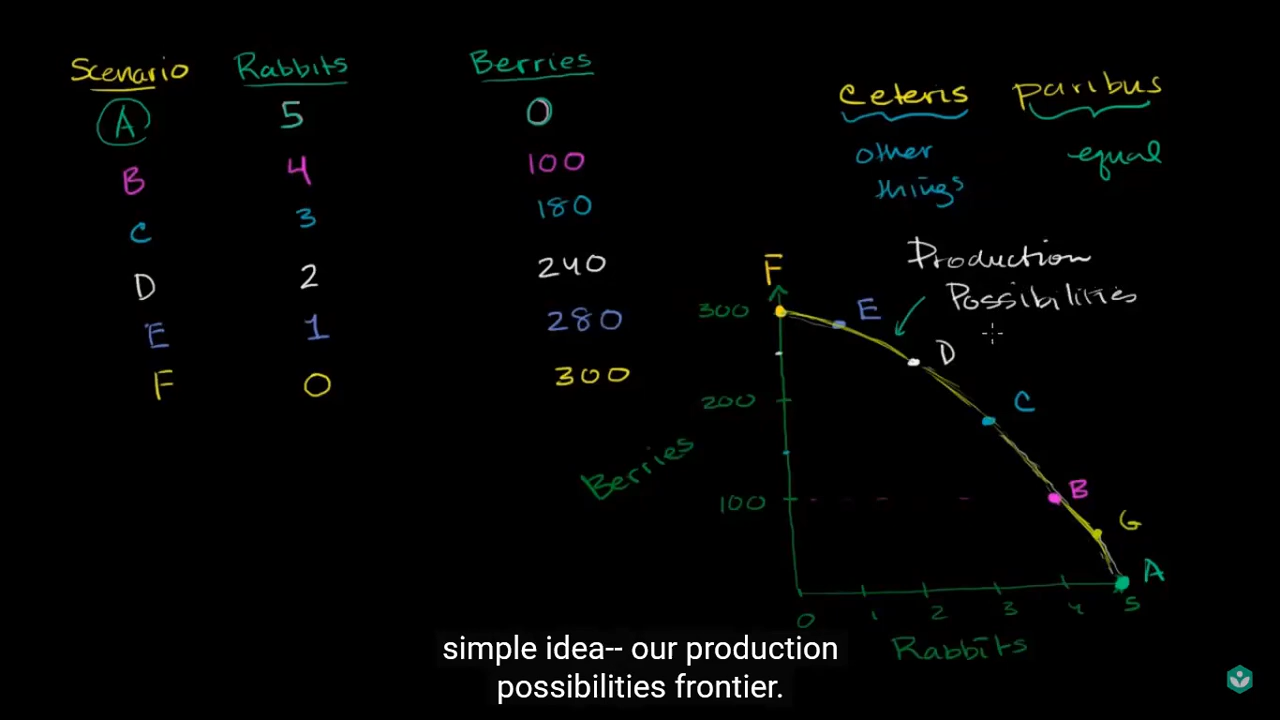 Scenario Rabbits Berries
A 5 0
B 4 100
C 3 180
D 2 240
E 1 280
F 0 300
Ceteris paribus
other equal
things
Production
Possibilities
F
300
E
D
200
C
Berries
100
B
G
A
0 1 2 3 4 5
Rabbits
simple idea-- our production
possibilities frontier.